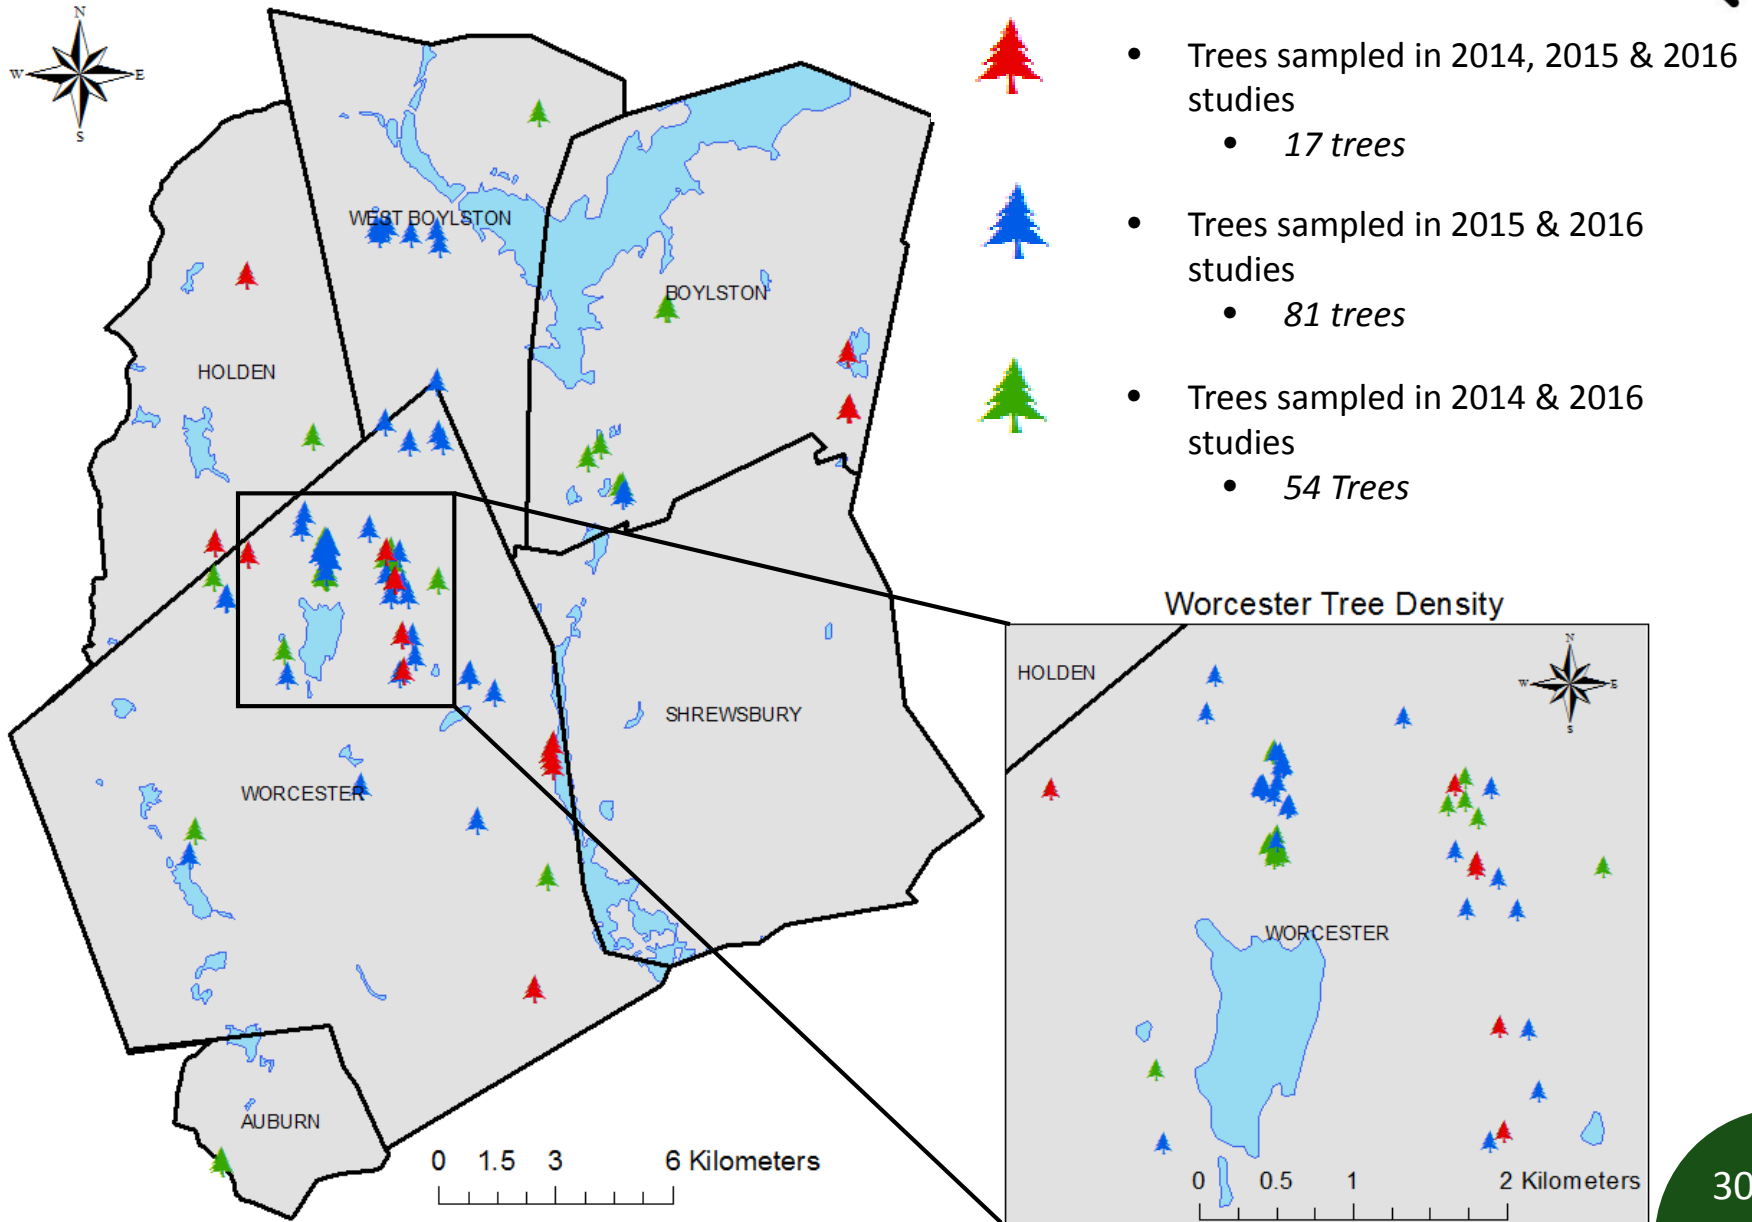 N
W E
S
• Trees sampled in 2014, 2015 & 2016
studies
• 17 trees
• Trees sampled in 2015 & 2016
studies
• 81 trees
• Trees sampled in 2014 & 2016
studies
• 54 Trees
WEST BOYLSTON
BOYLSTON
HOLDEN
SHREWSBURY
WORCESTER
AUBURN
0 1.5 3 6 Kilometers
Worcester Tree Density
HOLDEN
N
W E
S
WORCESTER
0 0.5 1 2 Kilometers
30